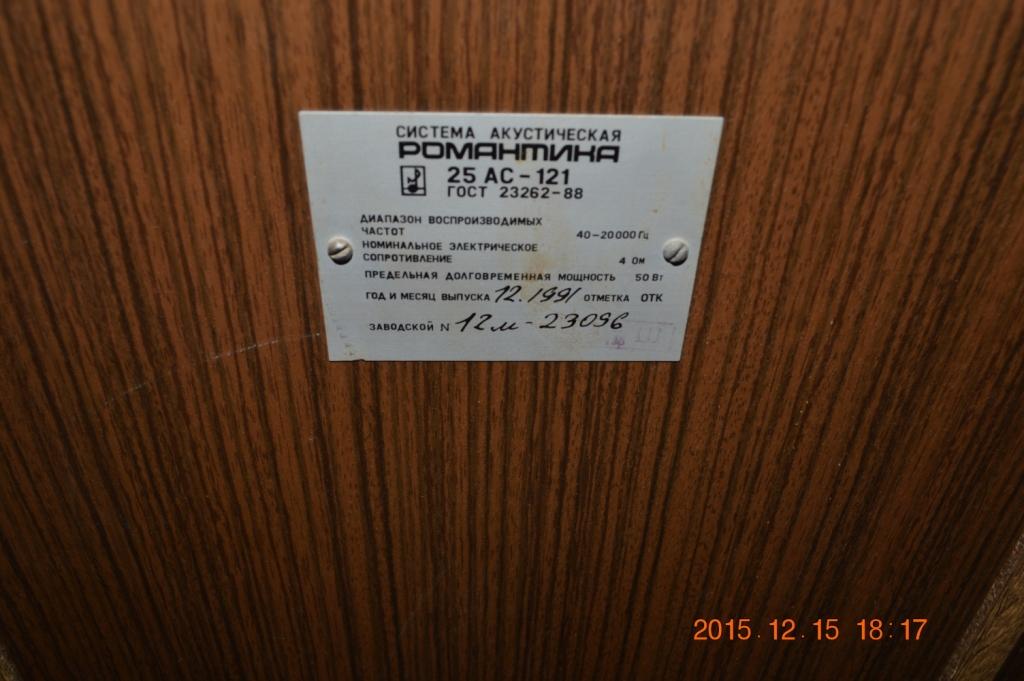 СИСТЕМА АКУСТИЧЕСКАЯ
РОМАНТИКА
25 АС-121
ГОСТ 23262-88
ДИАПАЗОН ВОСПРОИЗВОДИМЫХ
ЧАСТОТ 40-20000 Гц
НОМИНАЛЬНОЕ ЭЛЕКТРИЧЕСКОЕ
СОПРОТИВЛЕНИЕ 4 ОМ
ПРЕДЕЛЬНАЯ ДОЛГОВРЕМЕННАЯ МОЩНОСТЬ 50 Вт
ГОД И МЕСЯЦ ВЫПУСКА 12.1991 ОТМЕТКА ОТК
ЗАВОДСКОЙ N 12м-23096
2015.12.15 18:17